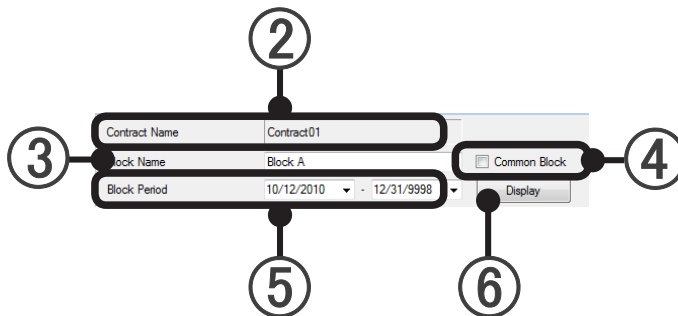 ②
Contract Name Contract01
③ lock Name Block A Common Block ④
Block Period 10/12/2010 - 12/31/9998 Display
⑤ ⑥